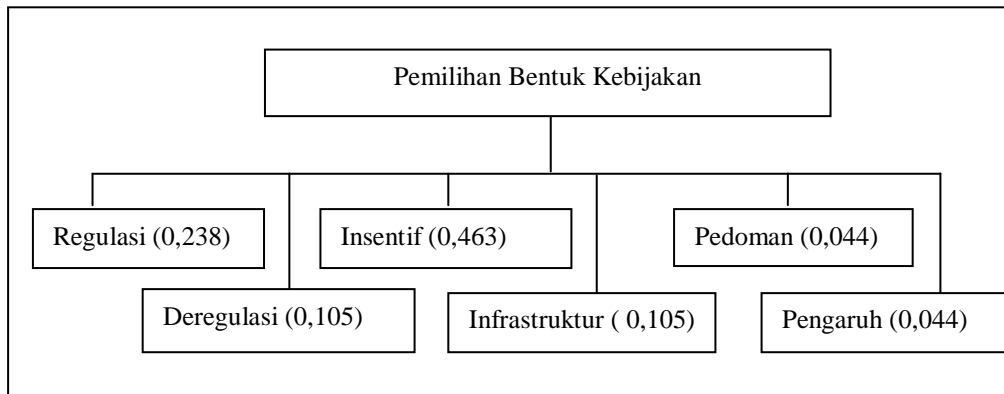 Pemilihan Bentuk Kebijakan
Regulasi (0,238)
Insentif (0,463)
Pedoman (0,044)
Deregulasi (0,105)
Infrastruktur ( 0,105)
Pengaruh (0,044)